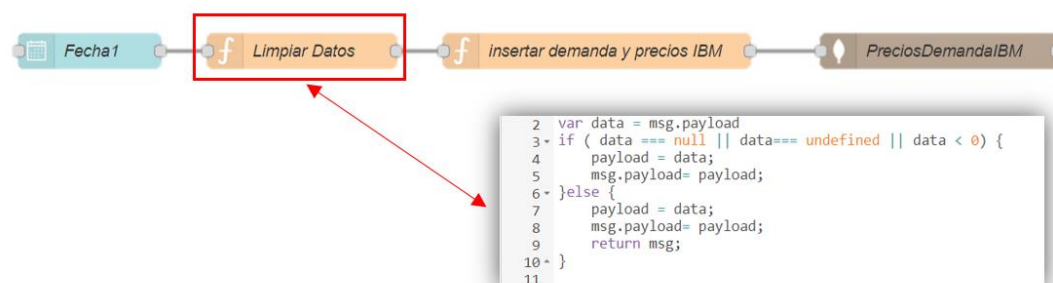 Fecha1
Limpiar Datos
insertar demanda y precios IBM
PreciosDemandaIBM
2 var data = msg.payload
3 if ( data === null || data=== undefined || data < 0) {
4 payload = data;
5 msg.payload= payload;
6 }else {
7 payload = data;
8 msg.payload= payload;
9 return msg;
10 }
11